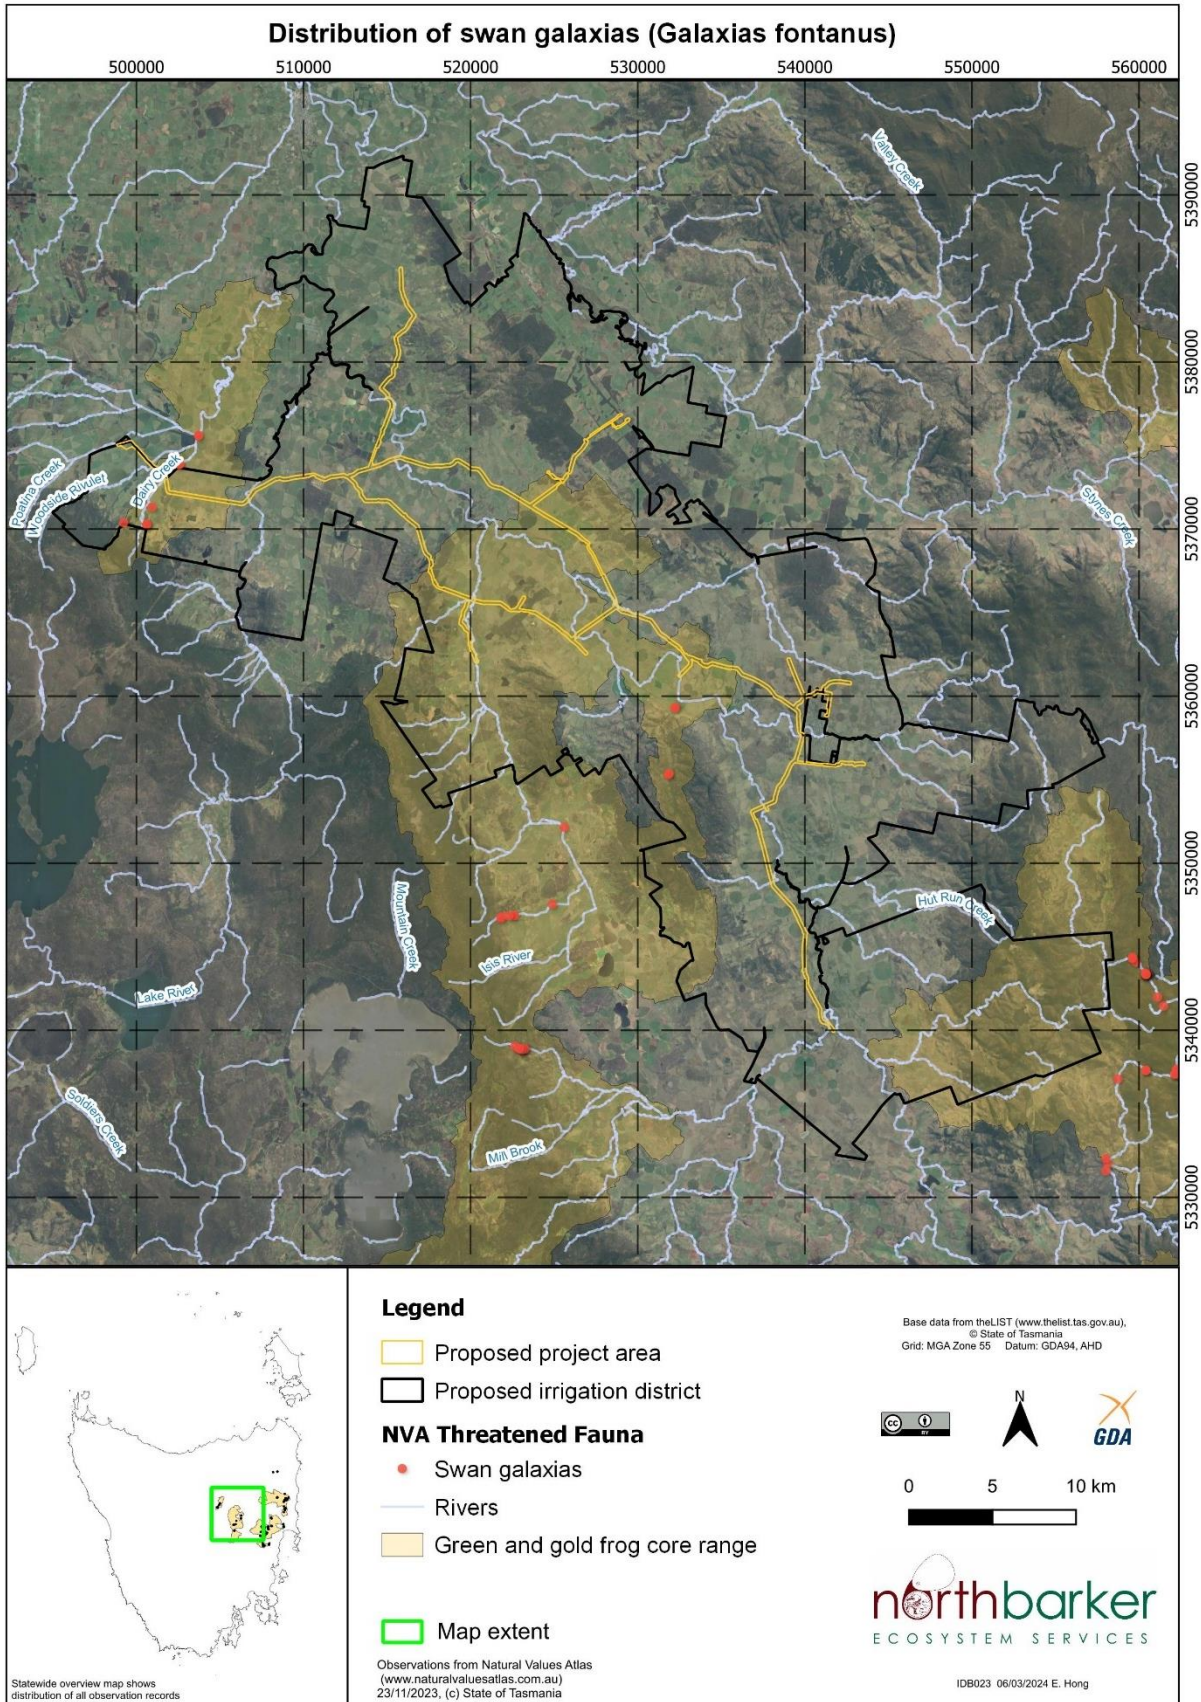 Distribution of swan galaxias (Galaxias fontanus)
500000 510000 520000 530000 540000 550000 560000
5390000
5380000
5370000
5360000
5350000
5340000
5330000
Valley Creek
Poatina Creek
Woodside Rivulet
Dairy Creek
Stynes Creek
Mountain Creek
Hut Run Creek
Isis River
Lake River
Soldiers Creek
Mill Brook
Statewide overview map shows
distribution of all observation records
Legend
Proposed project area
Proposed irrigation district
NVA Threatened Fauna
Swan galaxias
Rivers
Green and gold frog core range
Map extent
Observations from Natural Values Atlas
(www.naturalvaluesatlas.com.au)
23/11/2023, (c) State of Tasmania
Base data from theLIST (www.thelist.tas.gov.au),
© State of Tasmania
Grid: MGA Zone 55 Datum: GDA94, AHD
cc
BY
N
GDA
0 5 10 km
northbarker
ECOSYSTEM SERVICES
IDB023 06/03/2024 E. Hong